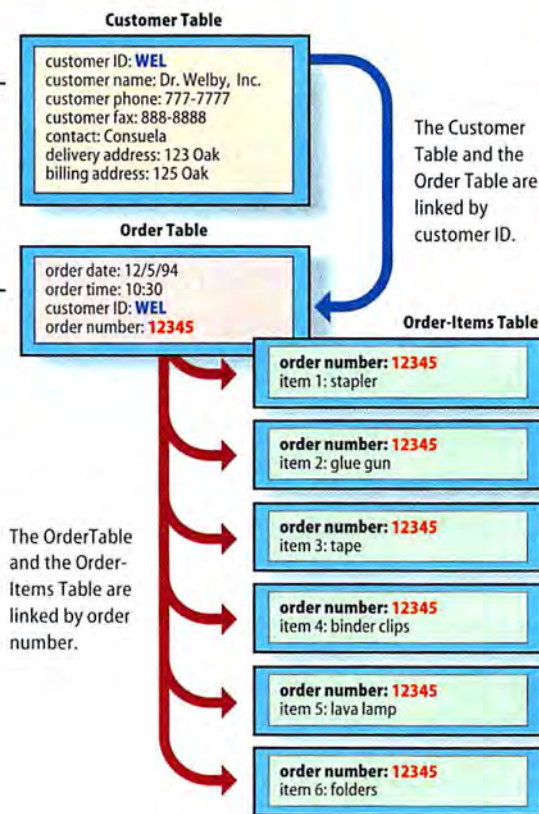 Customer Table
customer ID: WEL
customer name: Dr. Welby, Inc.
customer phone: 777-7777
customer fax: 888-8888
contact: Consuela
delivery address: 123 Oak
billing address: 125 Oak
The Customer
Table and the
Order Table are
linked by
customer ID.
Order Table
order date: 12/5/94
order time: 10:30
customer ID: WEL
order number: 12345
Order-Items Table
order number: 12345
item 1: stapler
order number: 12345
item 2: glue gun
order number: 12345
item 3: tape
order number: 12345
item 4: binder clips
order number: 12345
item 5: lava lamp
order number: 12345
item 6: folders
The OrderTable
and the Order-
Items Table are
linked by order
number.